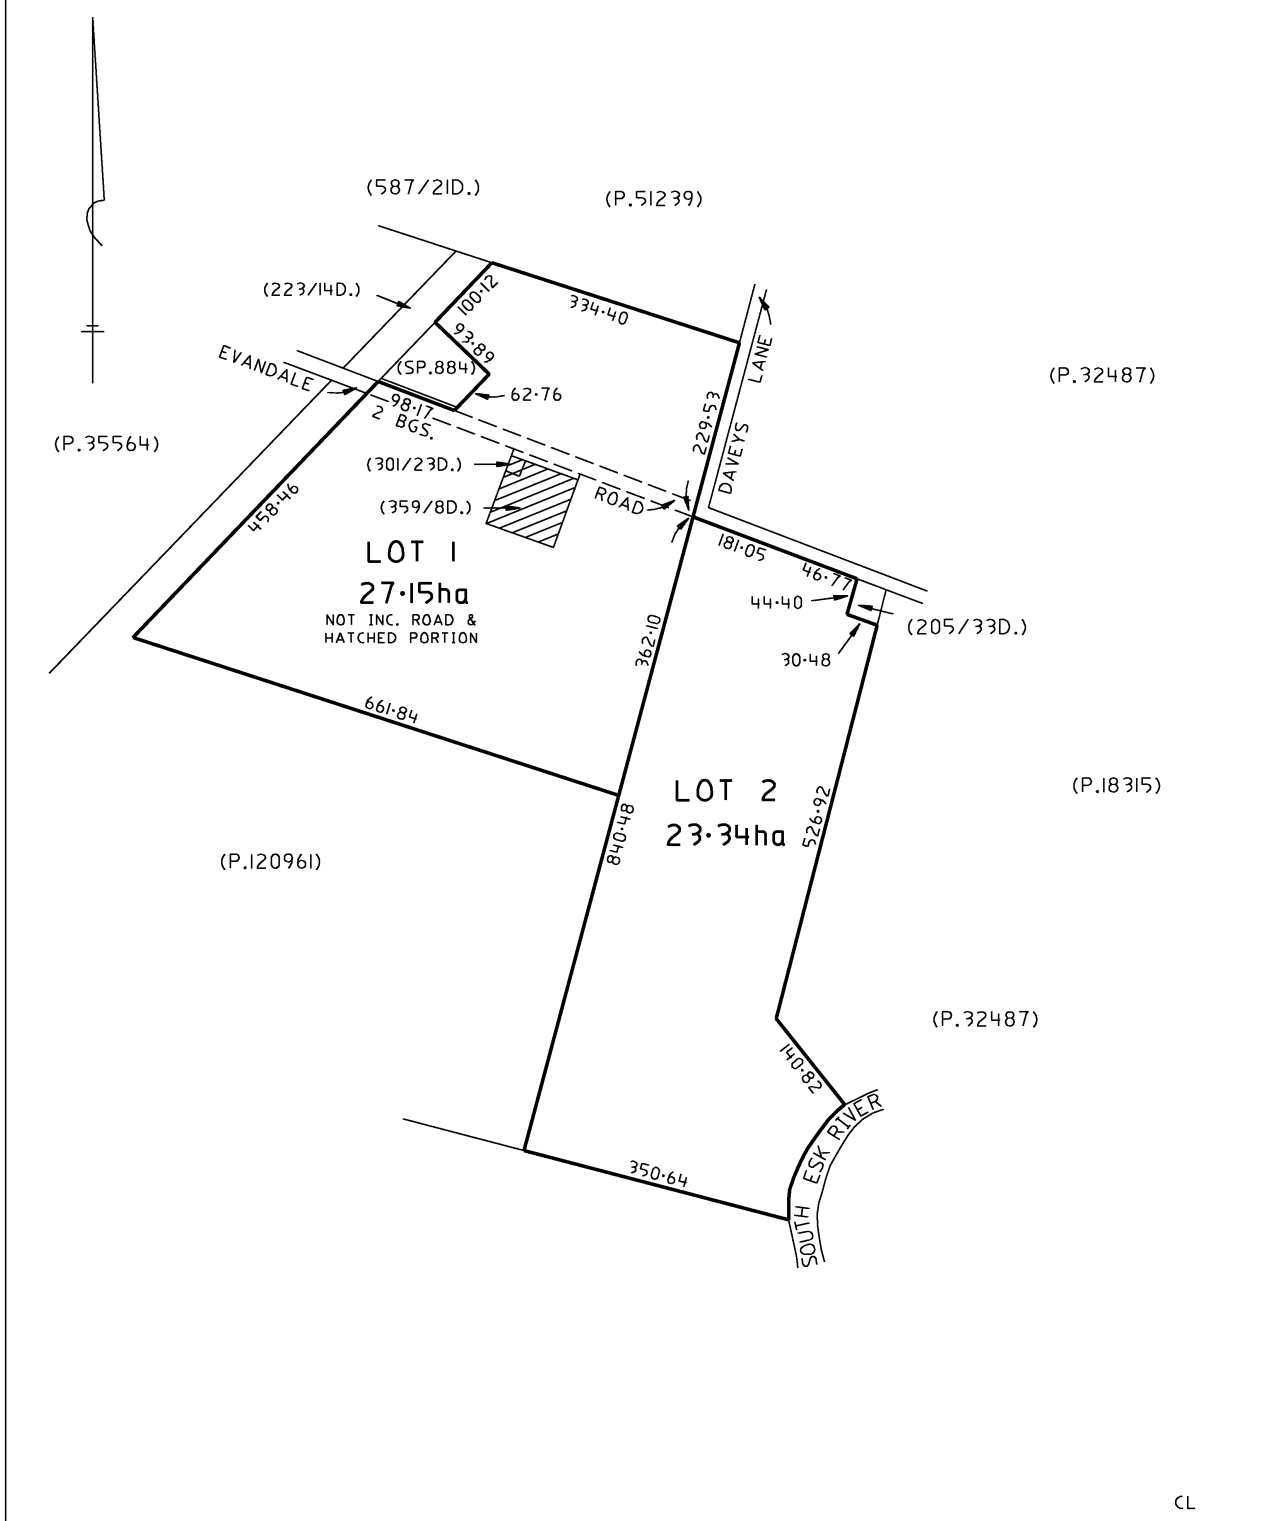 (587/21D.)
(P.51239)
(223/14D.)
100·12
334·40
93·89
(SP.884)
EVANDALE
62·76
98·17
2 BGS.
LANE
DAVEYS
229·53
(P.32487)
(P.35564)
(301/23D.)
(359/8D.)
ROAD
458·46
LOT 1
27·15ha
NOT INC. ROAD &
HATCHED PORTION
181·05
46·77
44·40
(205/33D.)
30·48
362·10
661·84
LOT 2
23·34ha
526·92
840·48
(P.18315)
(P.120961)
(P.32487)
140·82
SOUTH ESK RIVER
350·64
CL